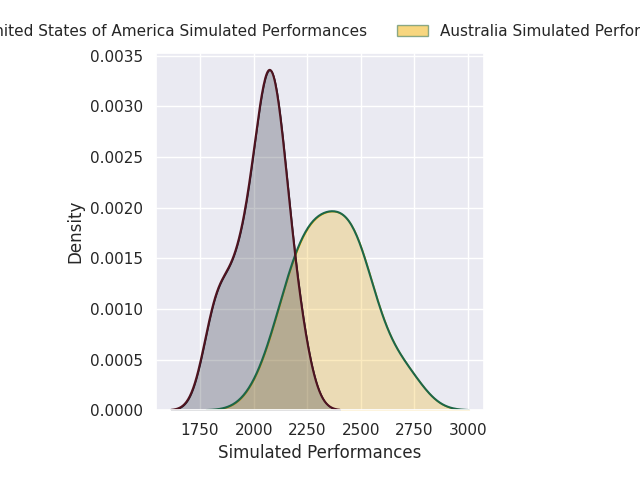 nited States of America Simulated Performances
Australia Simulated Perfor
0.0035
0.0030
0.0025
0.0020
0.0015
0.0010
0.0005
0.0000
Density
1750 2000 2250 2500 2750 3000
Simulated Performances